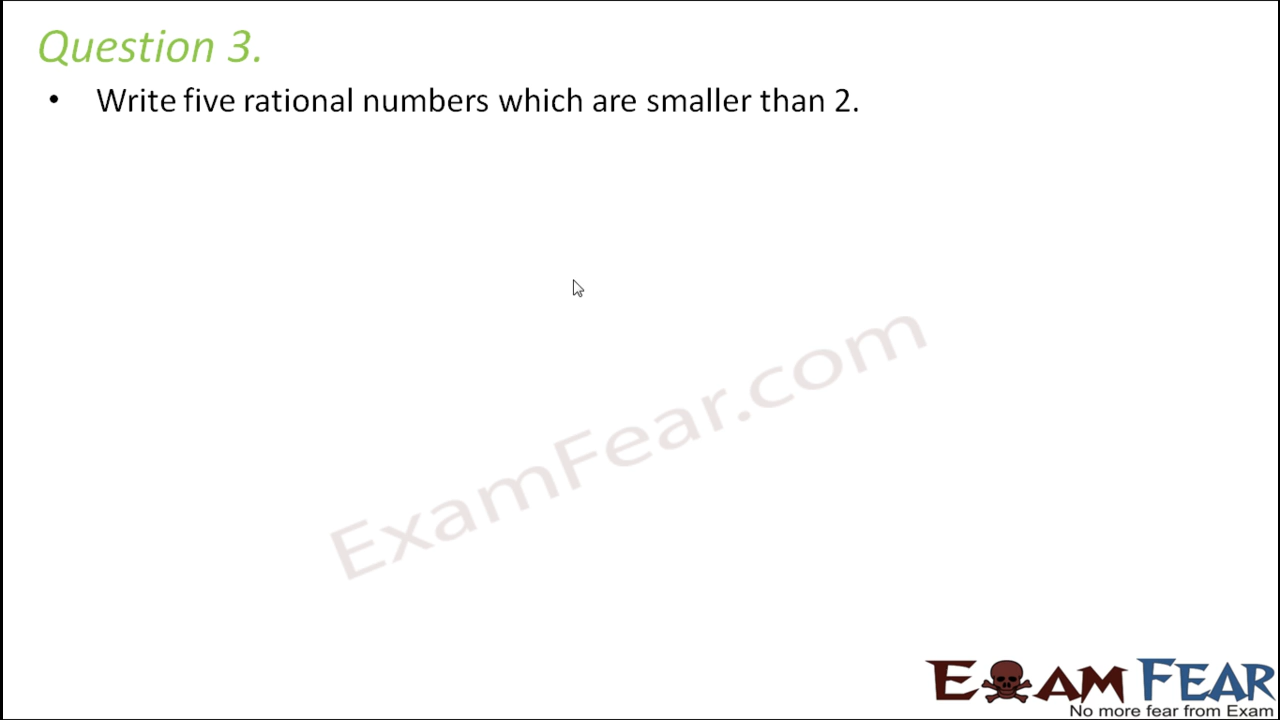 Question 3.
• Write five rational numbers which are smaller than 2.
ExamFear.com
EXAM FEAR
No more fear from Exam